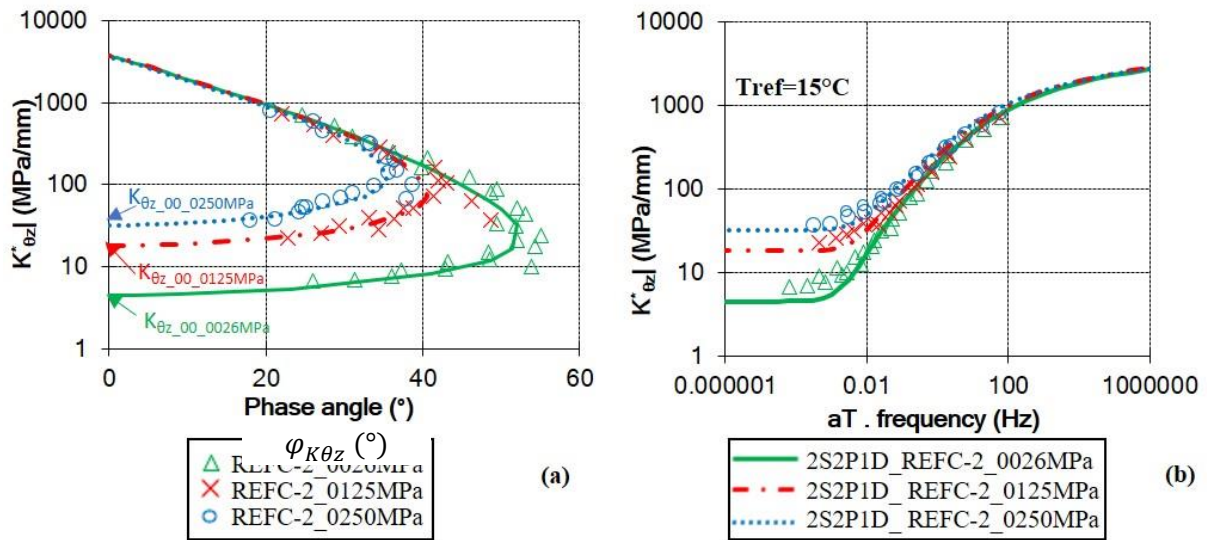 10000
1000
100
10
1
K*θz| (MPa/mm)
Kθz_00_0250MPa
Kθz_00_0125MPa
Kθz_00_0026MPa
0 20 40 60
Phase angle (°)
φKθz (°)
REFC-2_0026MPa
REFC-2_0125MPa
REFC-2_0250MPa
(a)
10000
1000
100
10
1
K*θz| (MPa/mm)
Tref=15°C
0.000001 0.01 100 1000000
aT . frequency (Hz)
2S2P1D_REFC-2_0026MPa
2S2P1D_ REFC-2_0125MPa
2S2P1D_ REFC-2_0250MPa
(b)